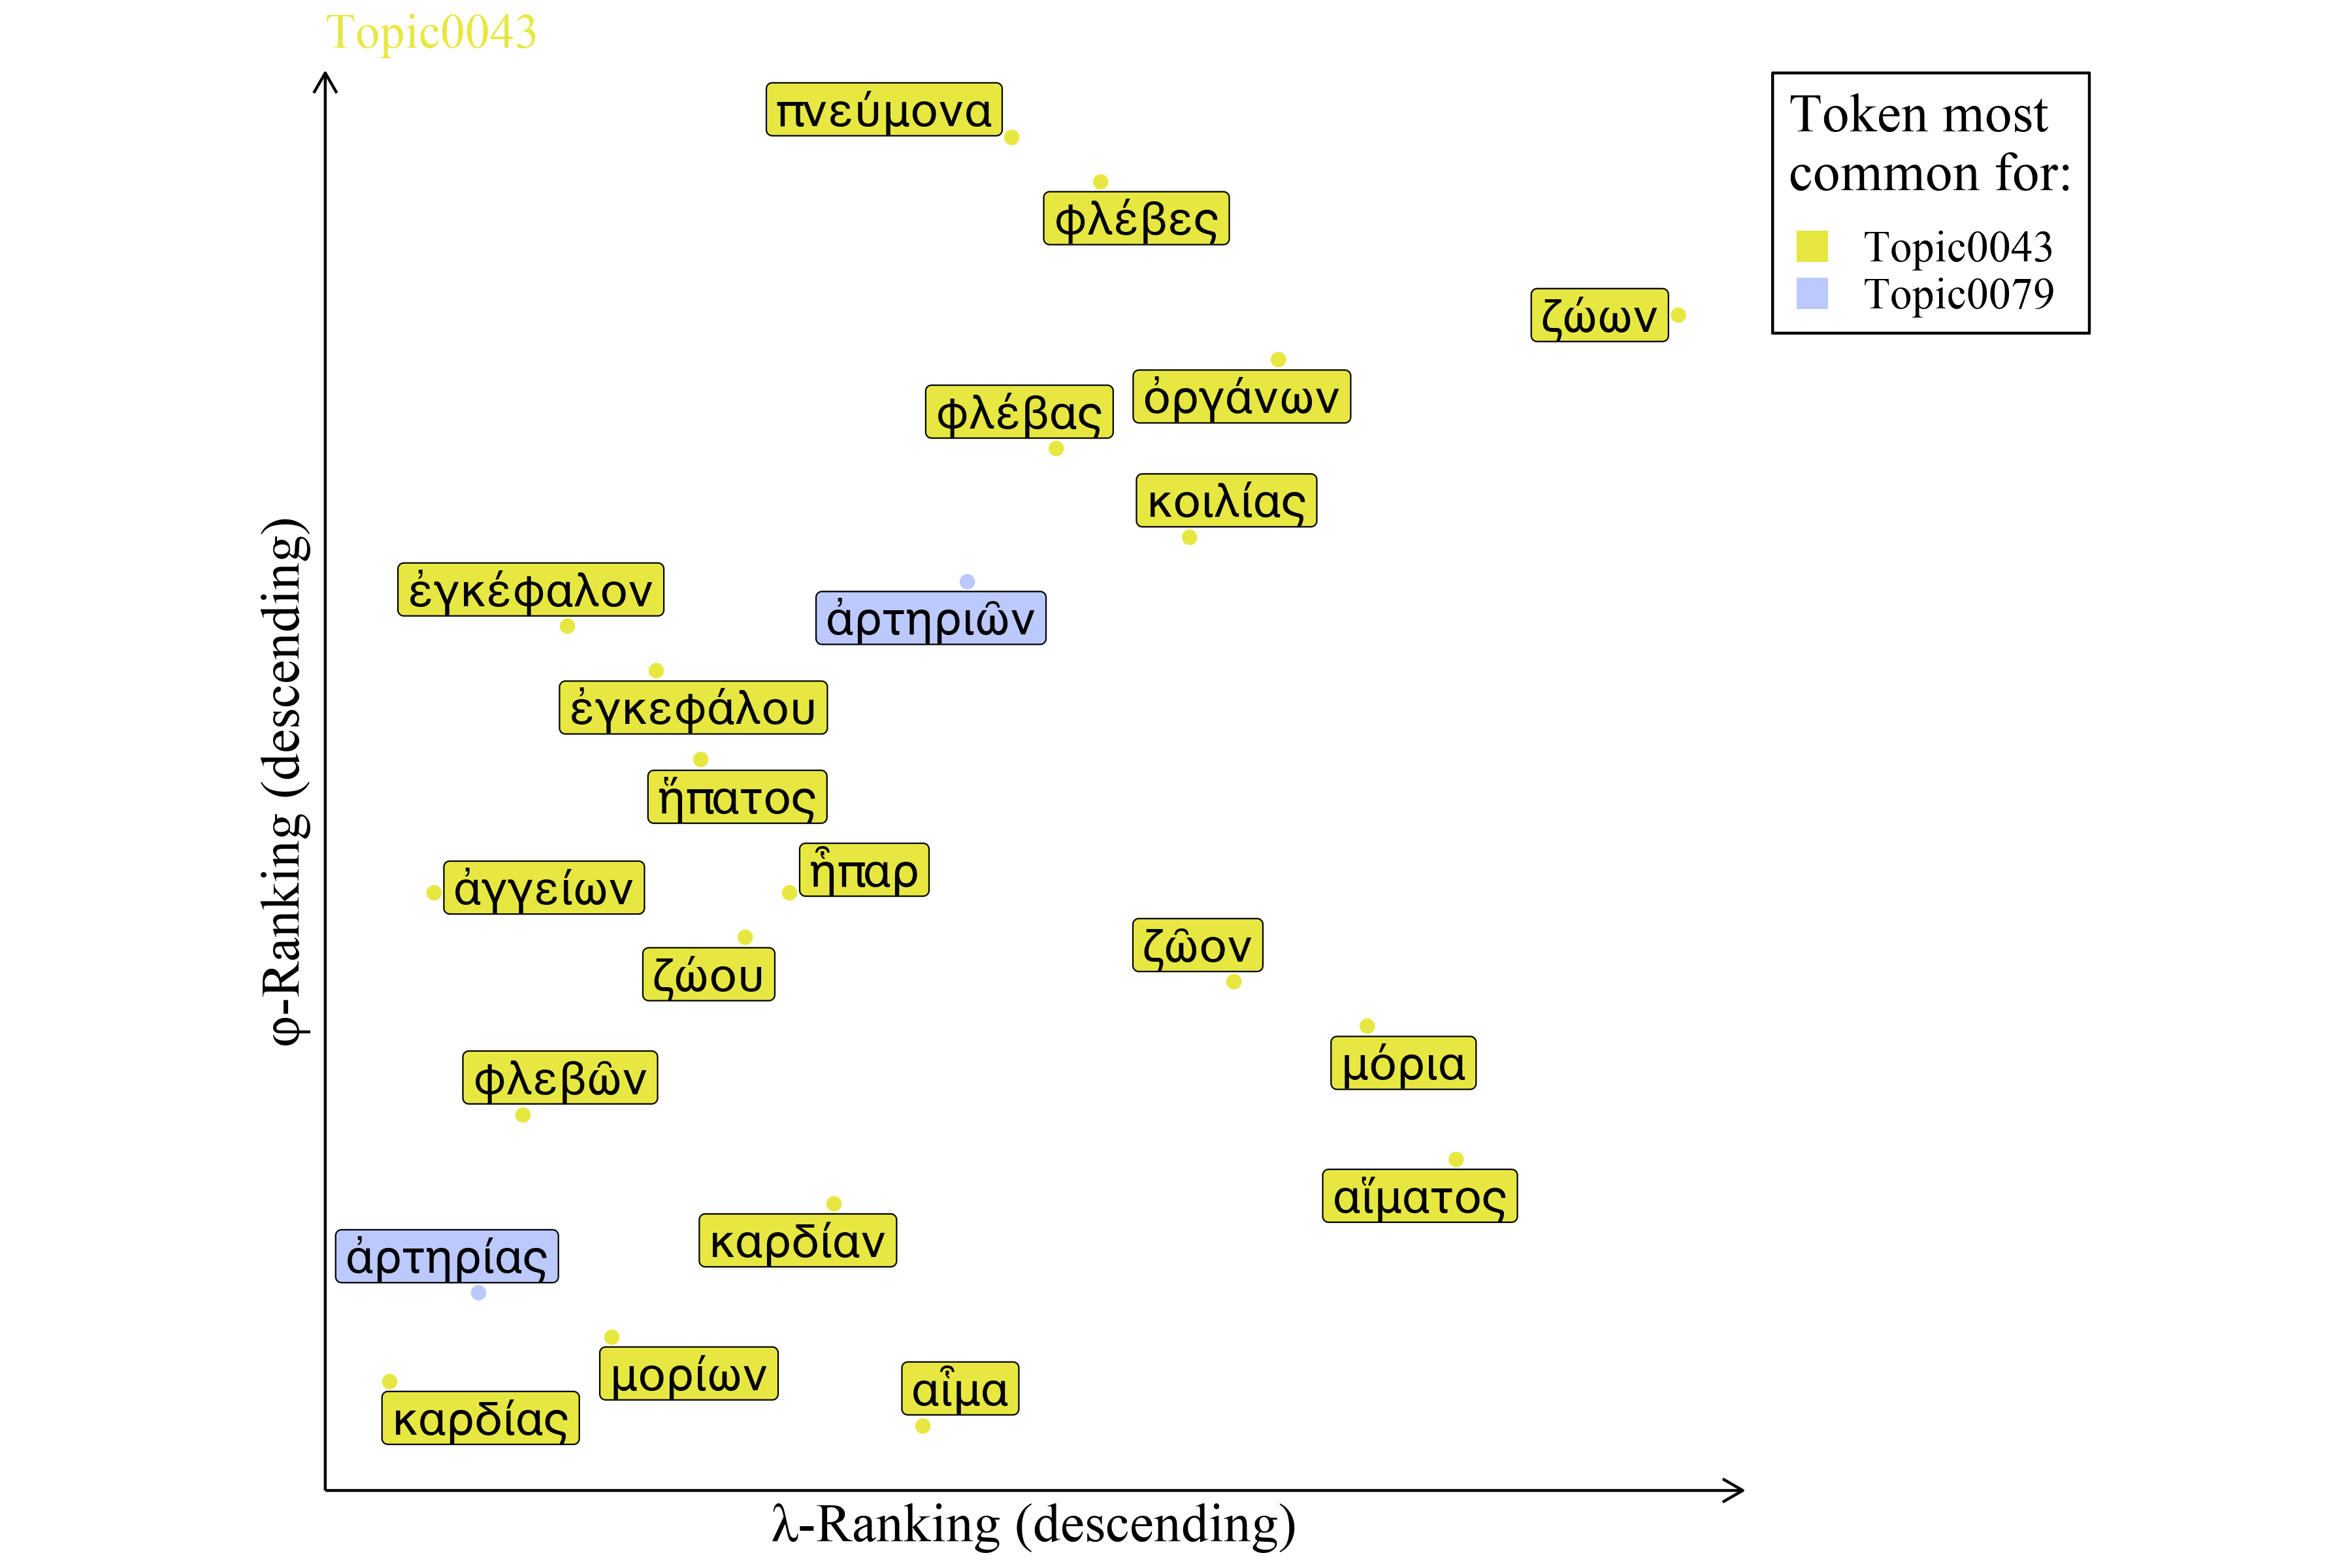 Topic0043
πνεύμονα
φλέβες
ζώων
ὀργάνων
φλέβας
κοιλίας
ἐγκέφαλον
ἀρτηριῶν
ἐγκεφάλου
ἥπατος
ἧπαρ
ἀγγείων
ζῶον
ζώου
μόρια
φλεβῶν
αἵματος
καρδίαν
ἀρτηρίας
μορίων
αἷμα
καρδίας
φ-Ranking (descending)
λ-Ranking (descending)
Token most
common for:
Topic0043
Topic0079